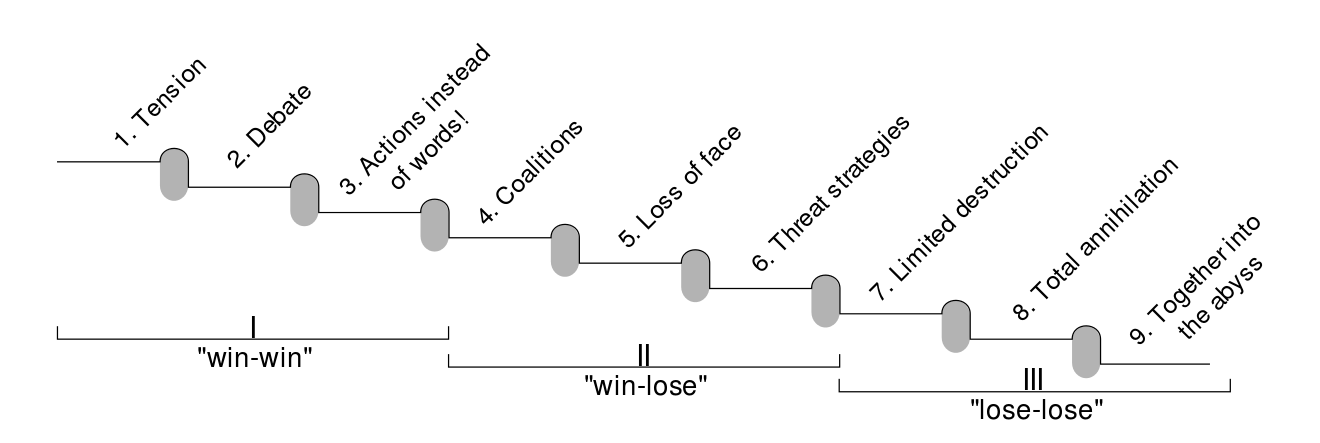 1. Tension
2. Debate
3. Actions instead
of words!
4. Coalitions
5. Loss of face
6. Threat strategies
7. Limited destruction
8. Total annihilation
9. Together into
the abyss
I
"win-win"
II
"win-lose"
III
"lose-lose"